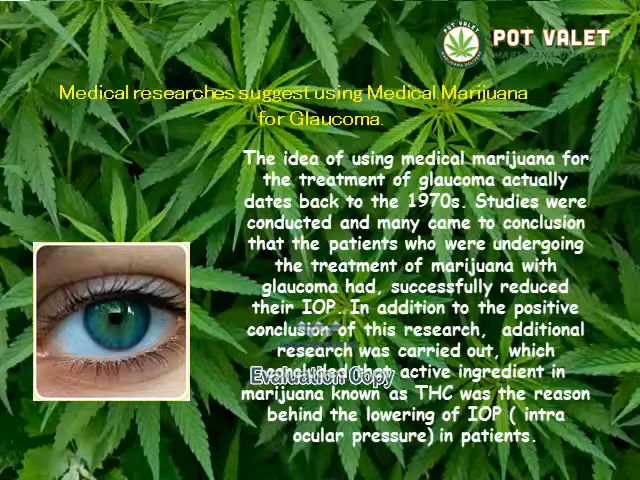 POT VALET
POT VALET
Medical researches suggest using Medical Marijuana
for Glaucoma.
The idea of using medical marijuana for
the treatment of glaucoma actually
dates back to the 1970s. Studies were
conducted and many came to conclusion
that the patients who were undergoing
the treatment of marijuana with
glaucoma had, successfully reduced
their IOP. In addition to the positive
conclusion of this research, additional
research was carried out, which
concluded that active ingredient in
Evaluation Copy
marijuana known as THC was the reason
behind the lowering of IOP ( intra
ocular pressure) in patients.